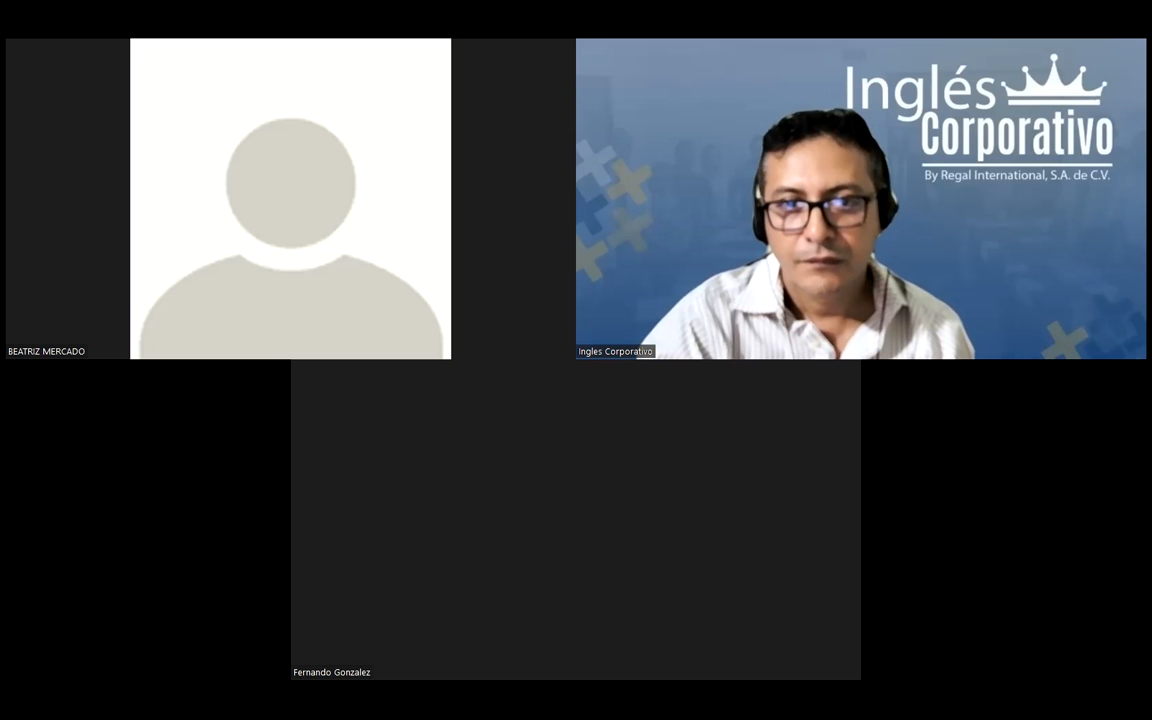 Inglés
Corporativo
By Regal International, S.A. de C.V.
BEATRIZ MERCADO
Ingles Corporativo
Fernando Gonzalez